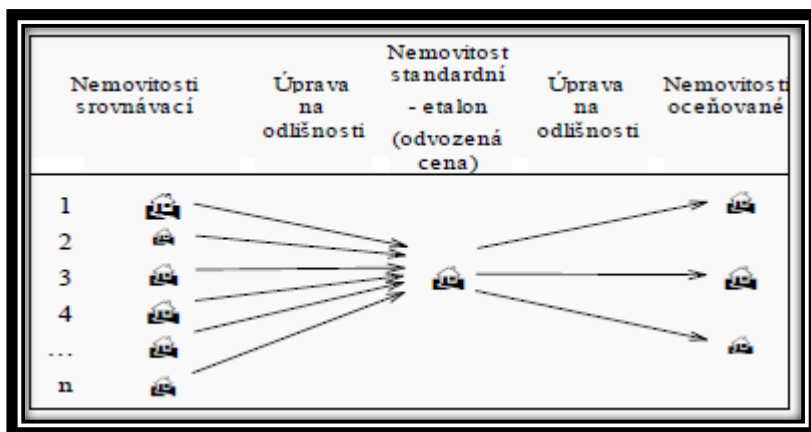 Nemovitosti
srovnávací
Úprava
na
odlišnosti
Nemovitost
standardní
- etalon
(odvozená
cena)
Úprava
na
odlišnosti
Nemovitosti
oceňované
1
2
3
4
...
n